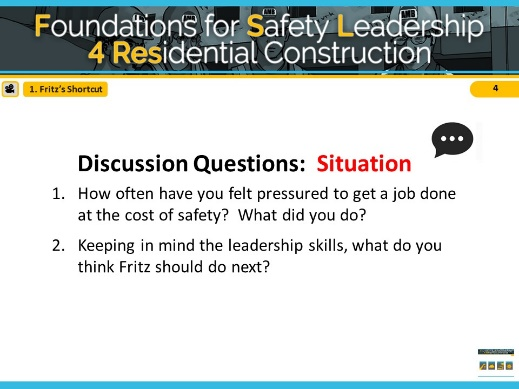 Foundations for Safety Leadership
4 Residential Construction
1. Fritz's Shortcut
4
Discussion Questions: Situation
1. How often have you felt pressured to get a job done
at the cost of safety? What did you do?
2. Keeping in mind the leadership skills, what do you
think Fritz should do next?